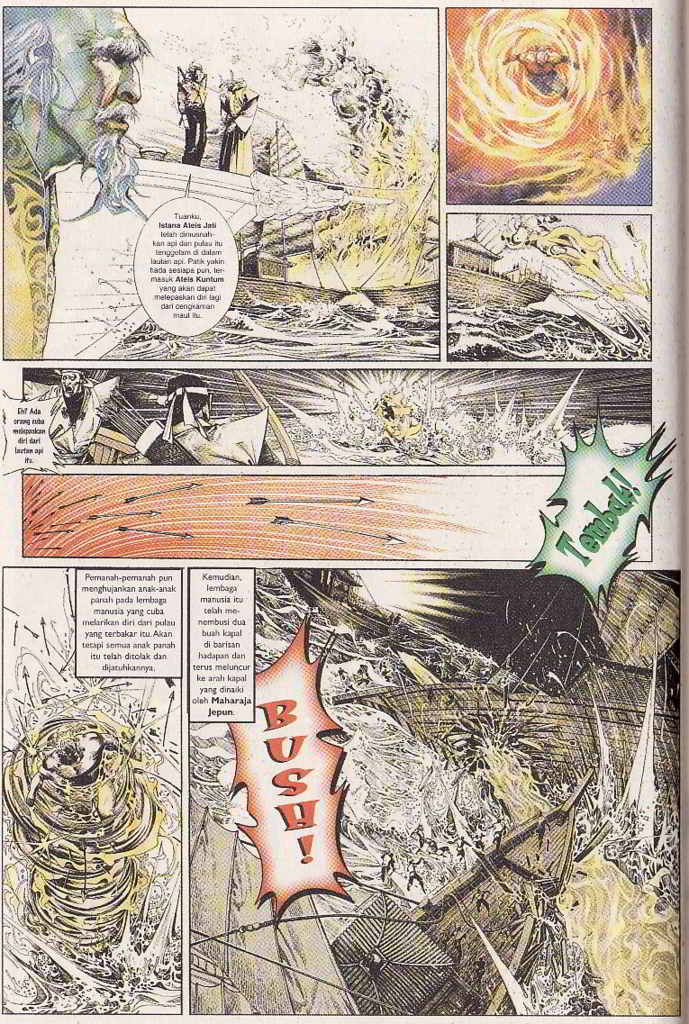 Tuanku,
Istana Ateis Jati
telah dimusnah-
kan api dan pulau itu
tenggelam di dalam
lautan api. Patik yakin
tiada sesiapa pun, ter-
masuk Ateis Kuntum
yang akan dapat
melepaskan diri lagi
dari cengkaman
maut itu.
Eh? Ada
orang cuba
melepaskan
diri dari
lautan api
itu.
Tembak!
Pemanah-pemanah pun
menghujankan anak-anak
panah pada lembaga
manusia yang cuba
melarikan diri dari pulau
yang terbakar itu. Akan
tetapi semua anak panah
itu telah ditolak dan
dijatuhkannya.
Kemudian,
lembaga
manusia itu
telah me-
nembusi dua
buah kapal
di barisan
hadapan dan
terus meluncur
ke arah kapal
yang dinaiki
oleh Maharaja
Jepun.
BUSH!